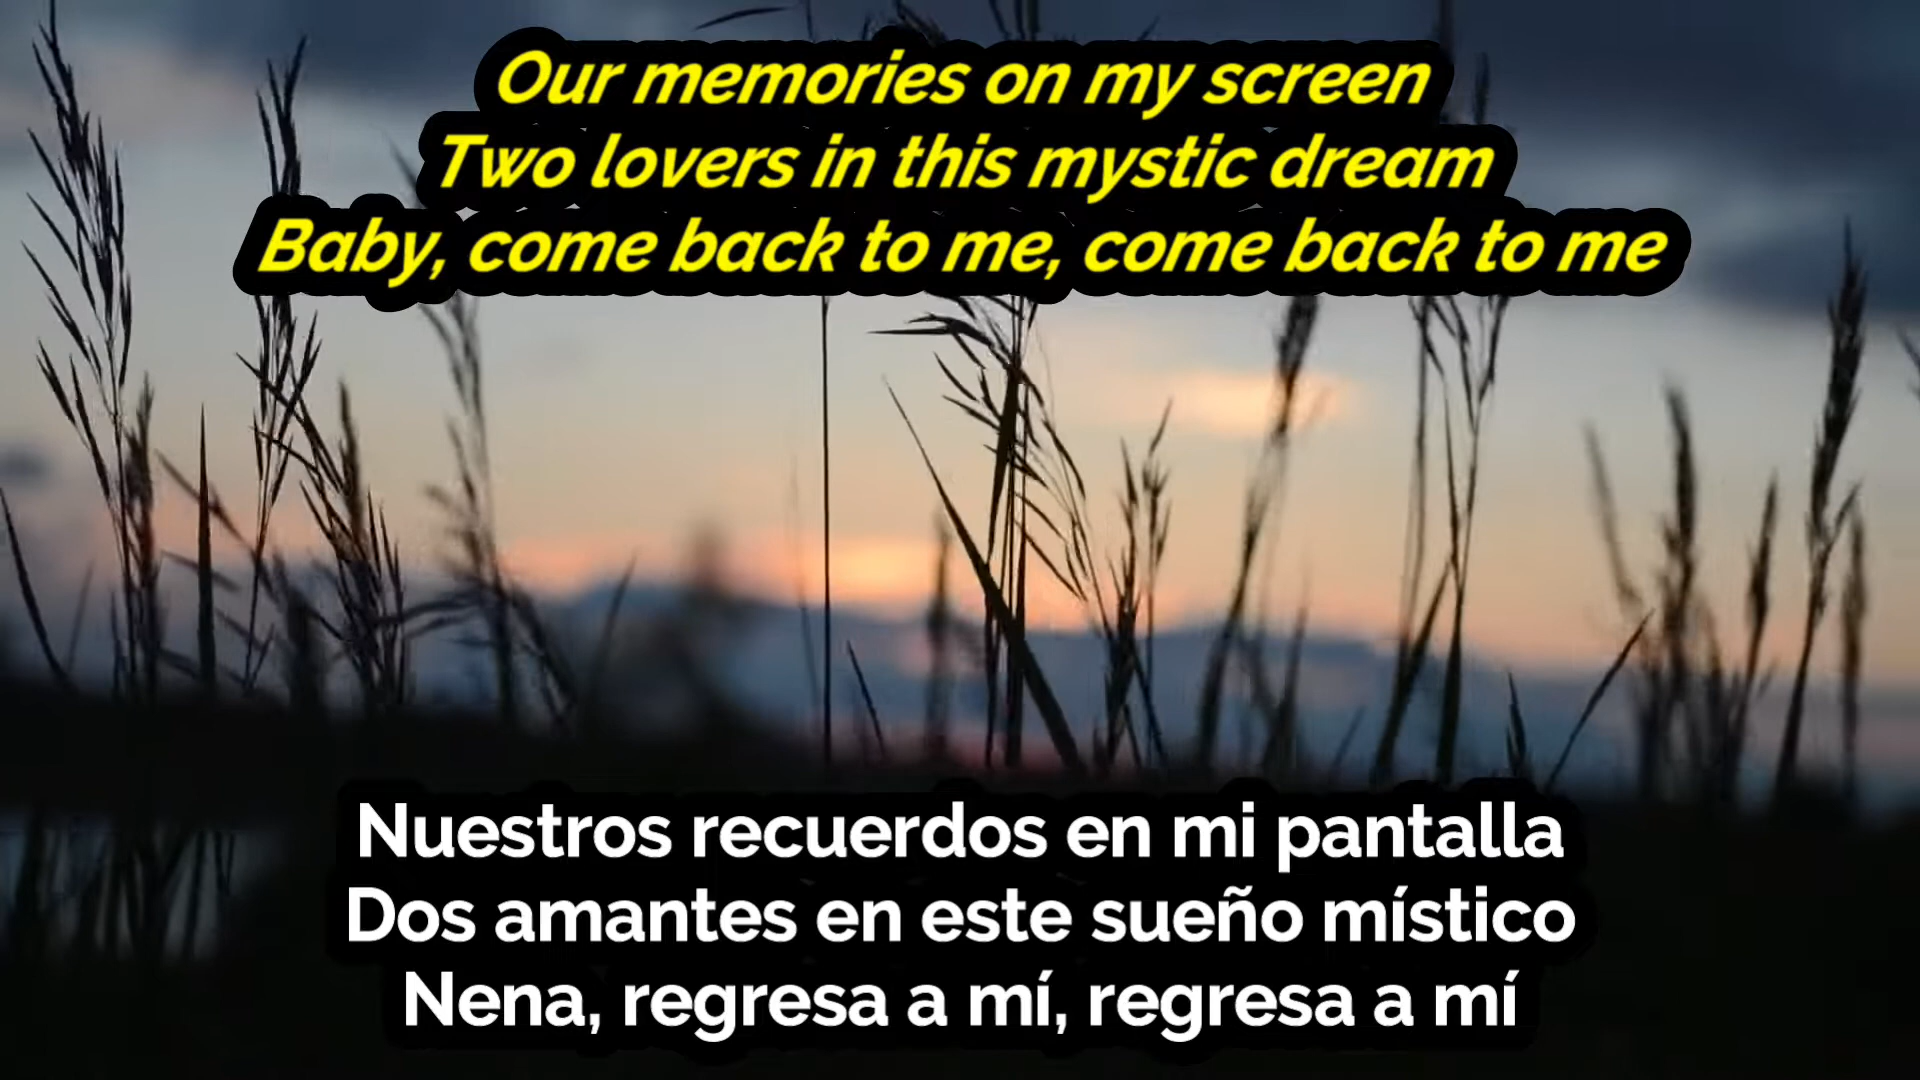 Our memories on my screen
Two lovers in this mystic dream
Baby, come back to me, come back to me
Nuestros recuerdos en mi pantalla
Dos amantes en este sueño místico
Nena, regresa a mí, regresa a mí